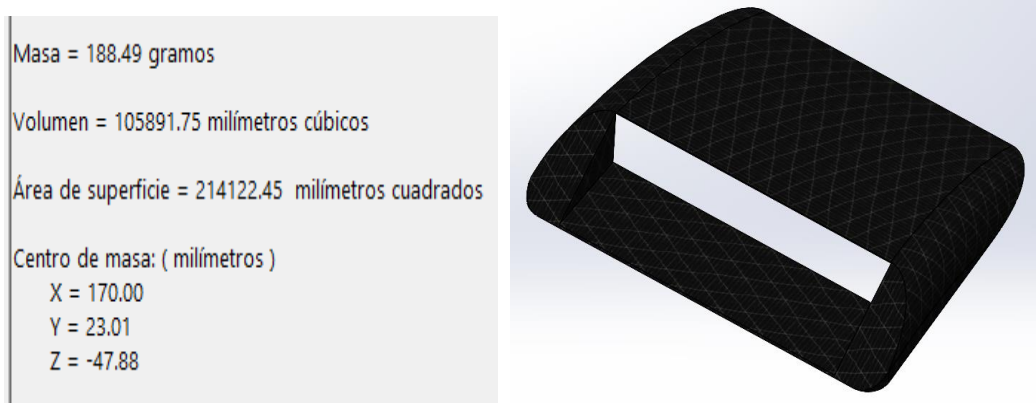 Masa = 188.49 gramos
Volumen = 105891.75 milímetros cúbicos
Área de superficie = 214122.45 milímetros cuadrados
Centro de masa: ( milímetros )
X = 170.00
Y = 23.01
Z = -47.88